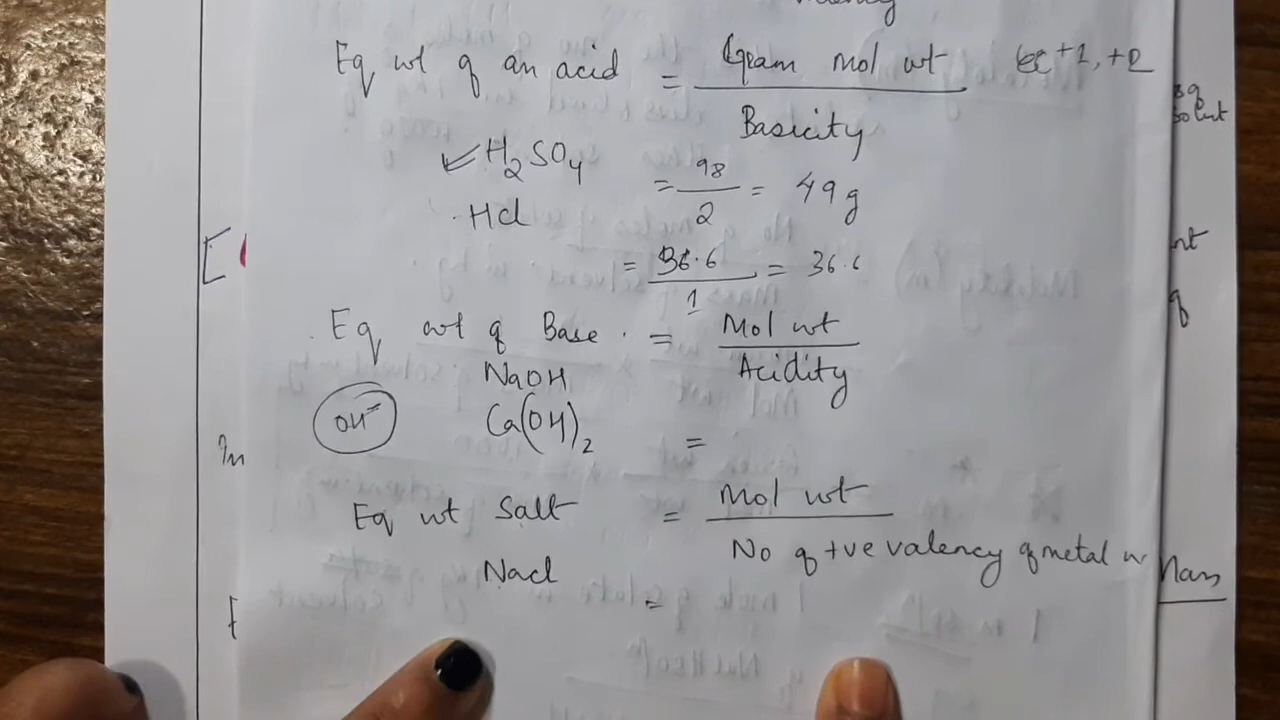 Eq wt of an acid = Gram mol wt / Basicity +1, +2
H2SO4 = 98/2 = 49g
HCl
= 36.6/1 = 36.6
Eq wt of Base = Mol wt / Acidity
NaOH
OH- Ca(OH)2 =
Eq wt Salt = Mol wt / No of +ve valency of metal
NaCl =